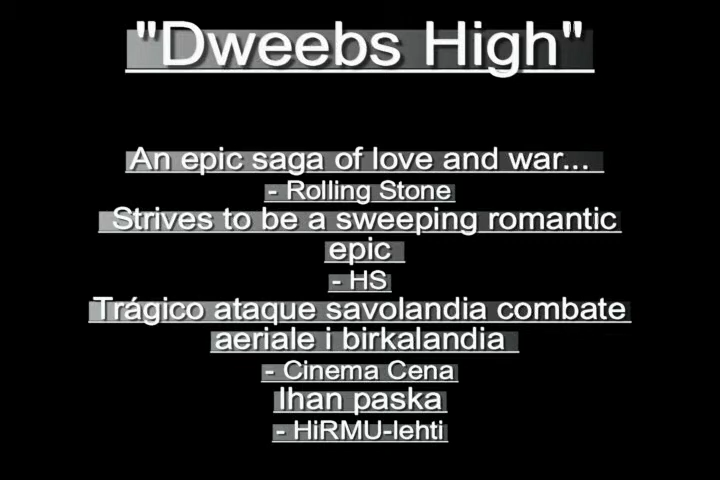 "Dweebs High"
An epic saga of love and war...
- Rolling Stone
Strives to be a sweeping romantic
epic
- HS
Trágico ataque savolandia combate
aeriale i birkalandia
- Cinema Cena
Ihan paska
- HiRMU-lehti